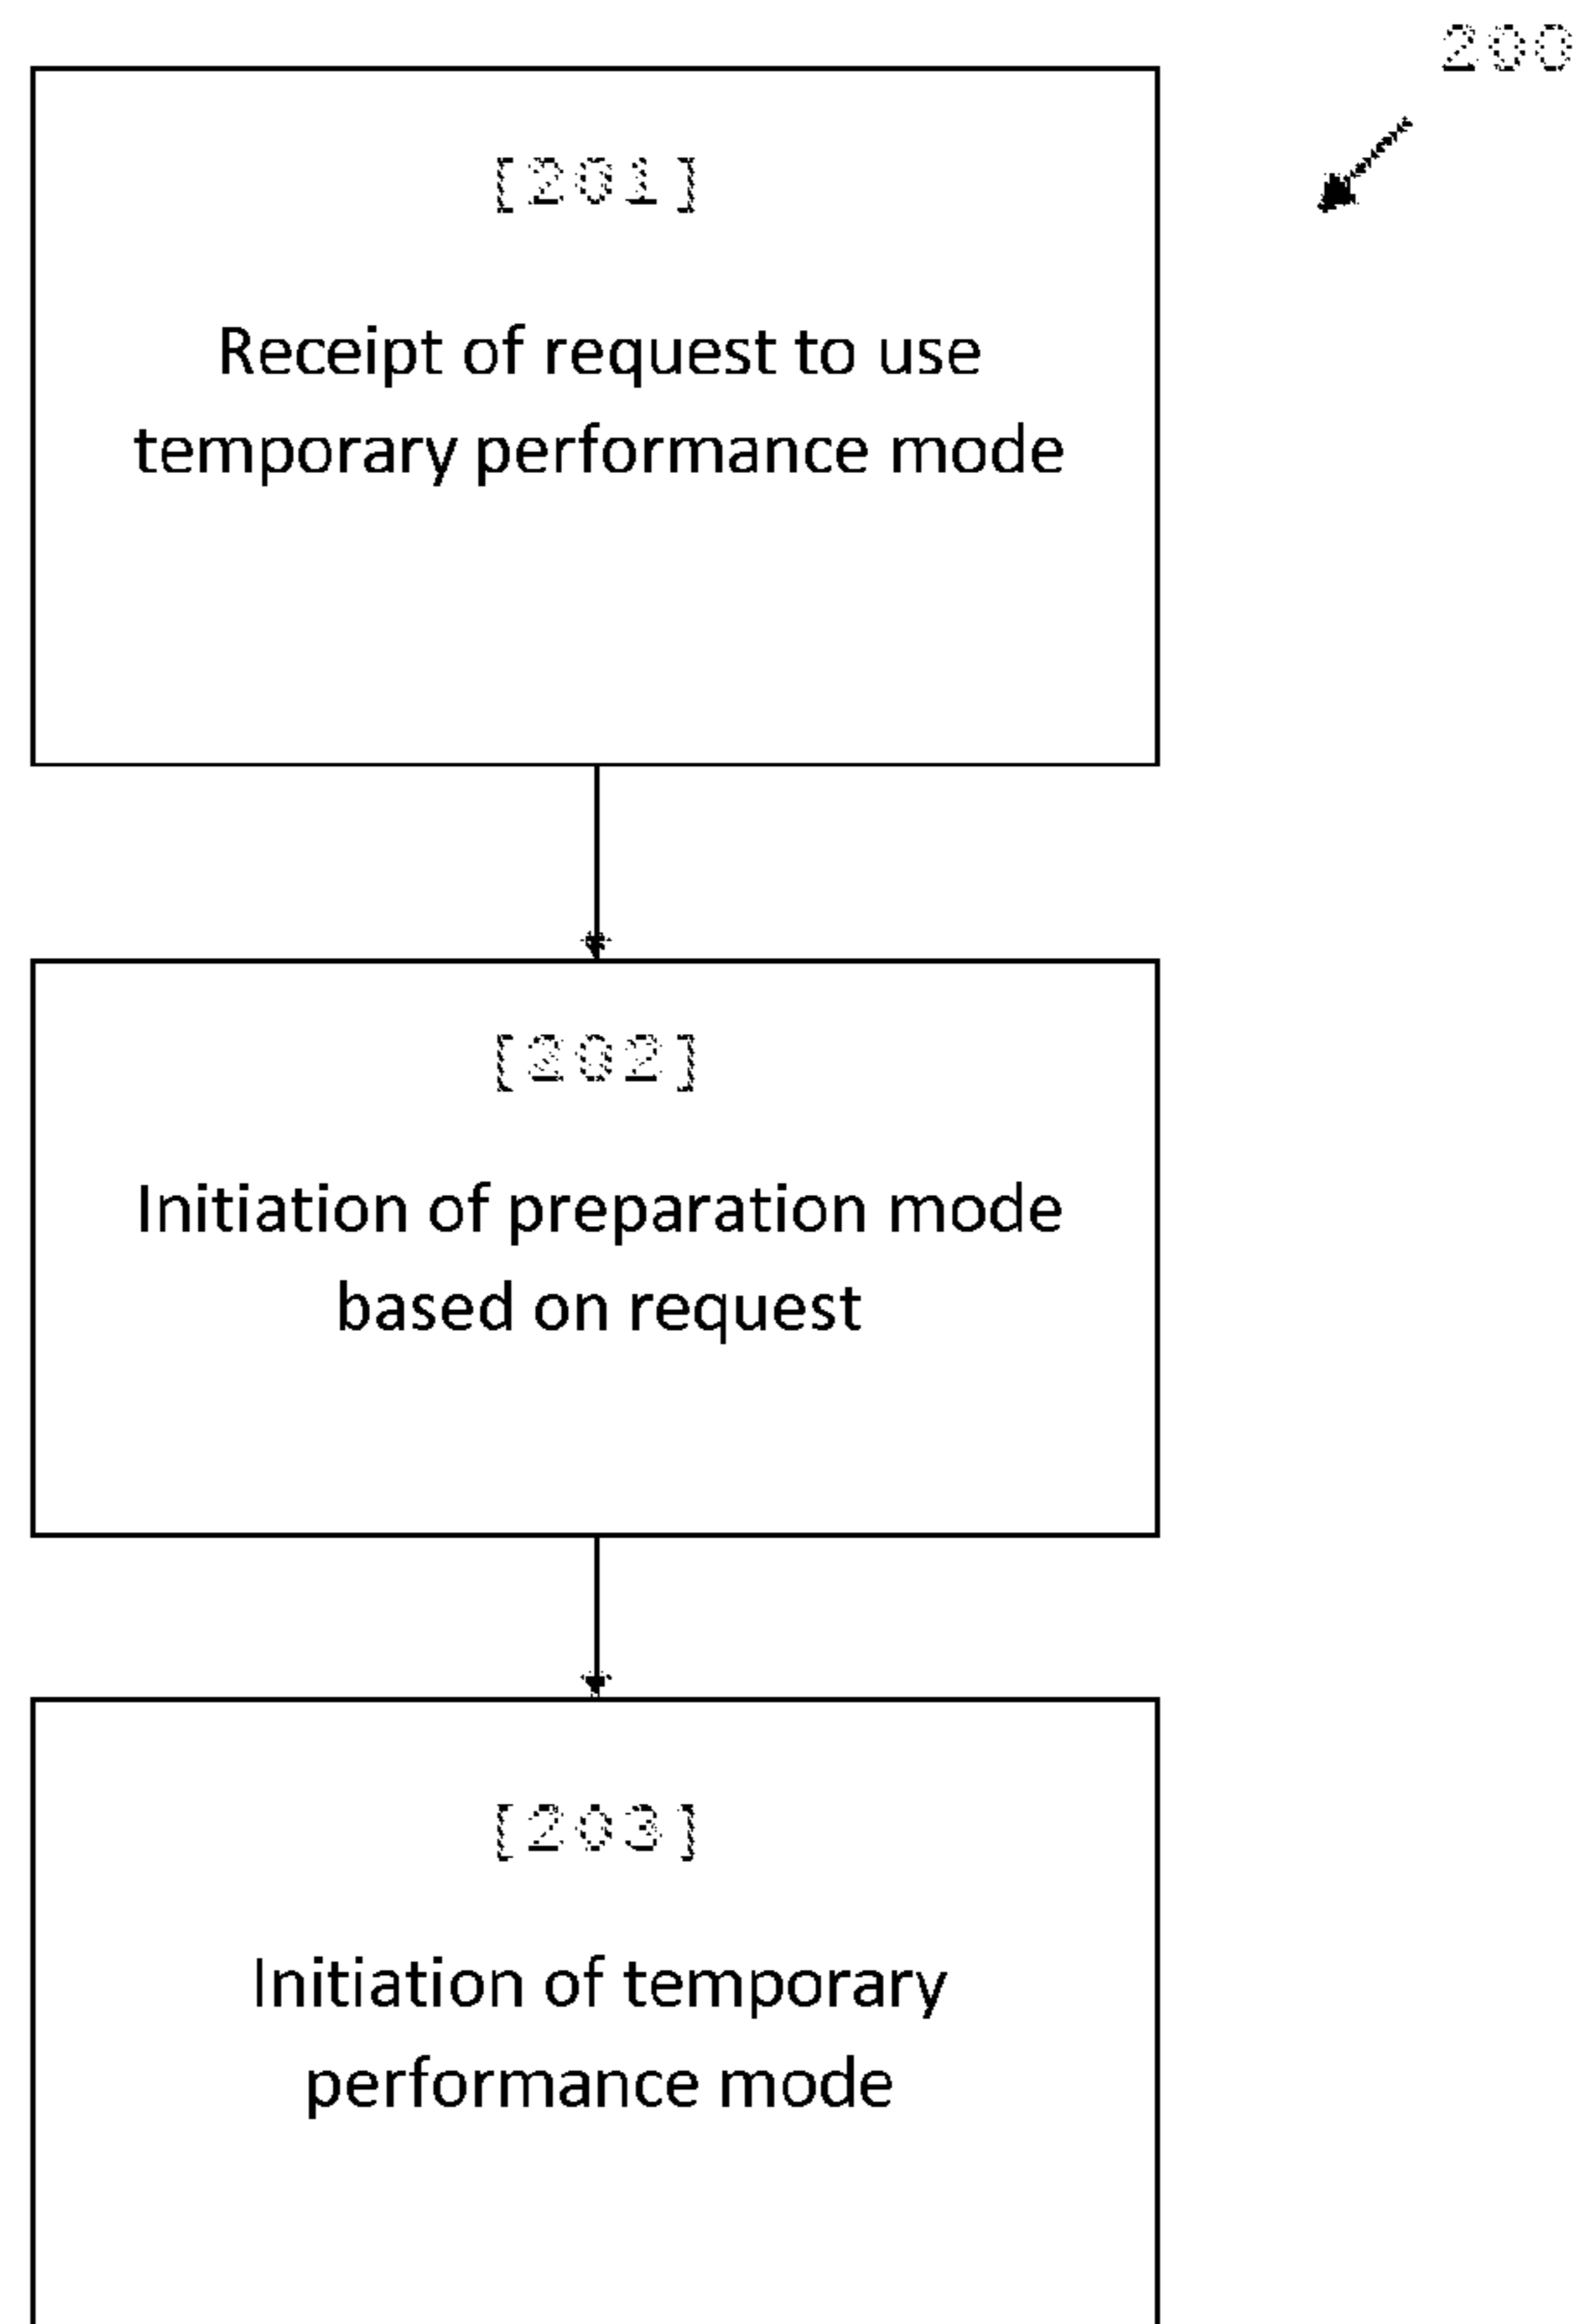 200
[201]
Receipt of request to use
temporary performance mode
[202]
Initiation of preparation mode
based on request
[203]
Initiation of temporary
performance mode